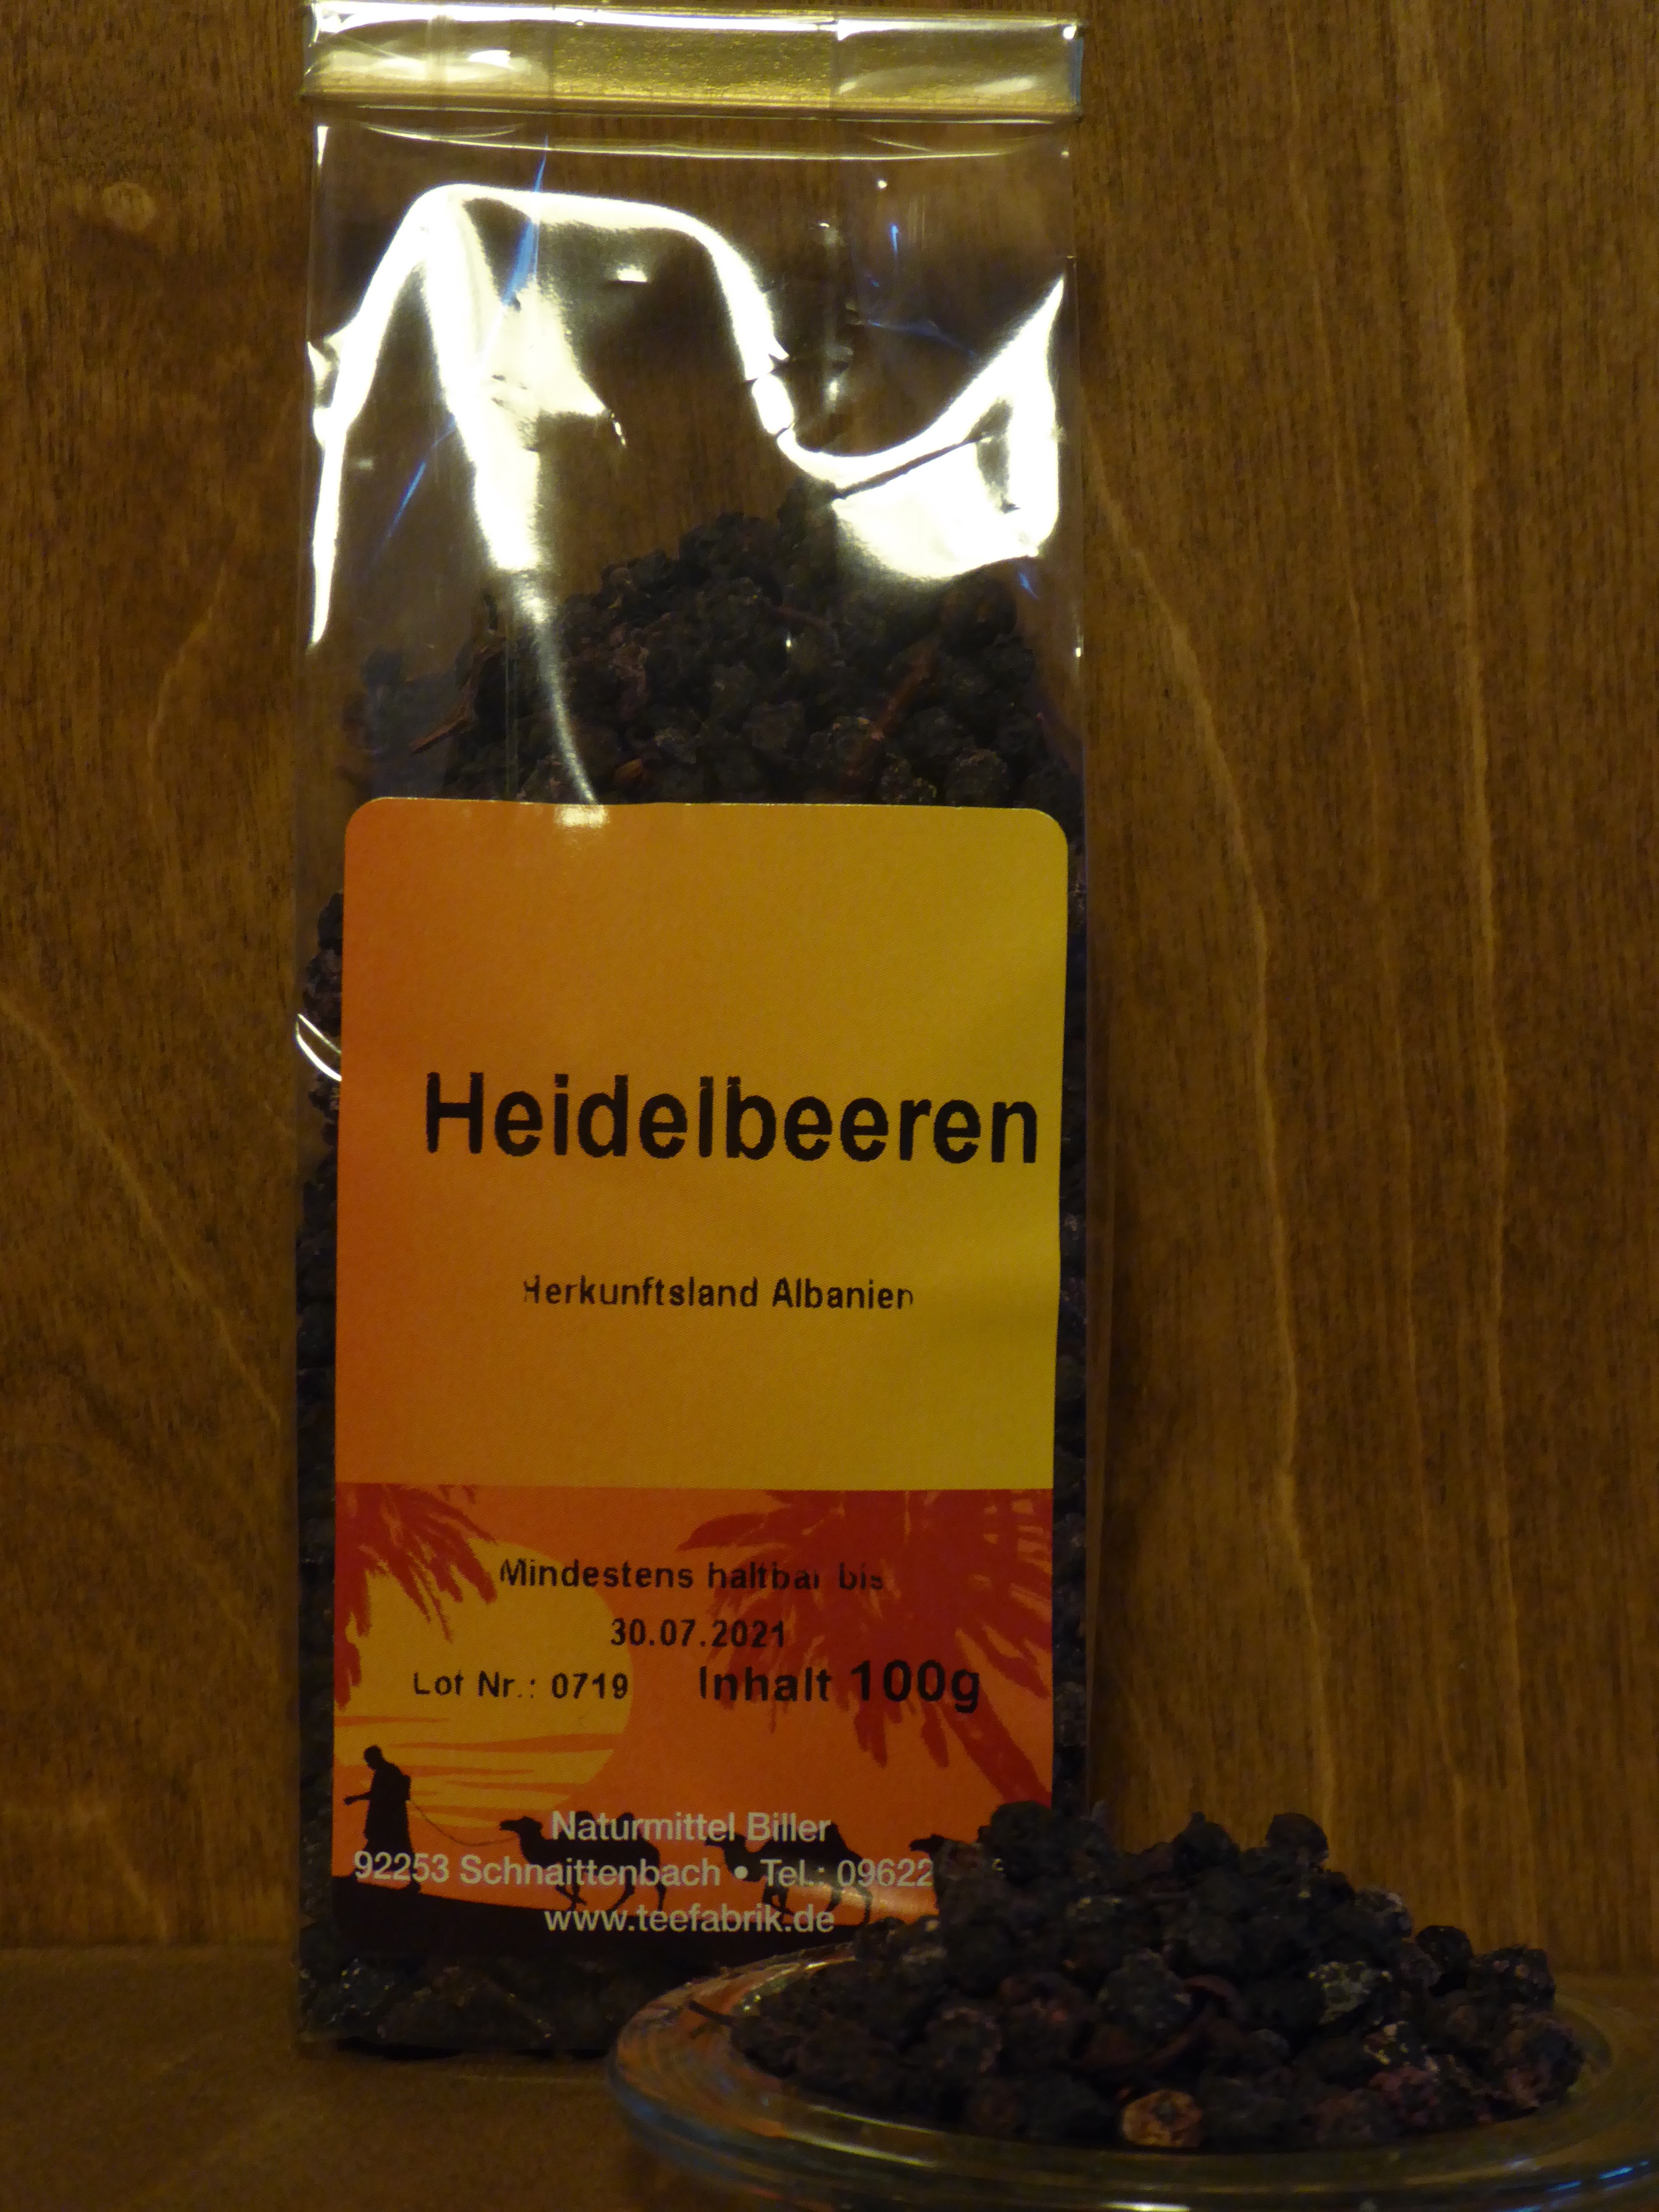 Heidelbeeren
Herkunftsland Albanien
Mindestens haltbar bis
30.07.2021
Lot Nr.: 0719 Inhalt 100g
Naturmittel Biller
92253 Schnaittenbach • Tel.: 09622
www.teefabrik.de